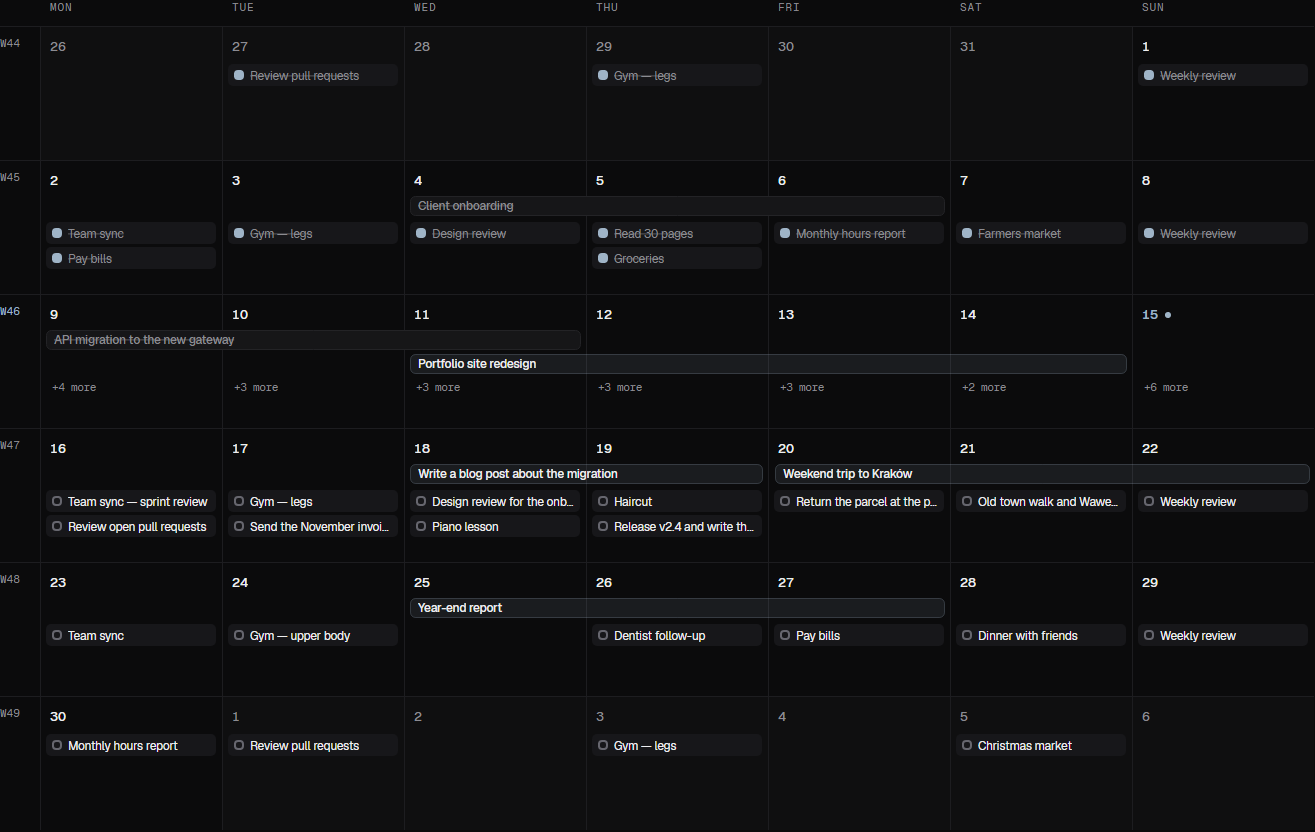 MON TUE WED THU FRI SAT SUN
W44 26 27 28 29 30 31 1
Review pull requests Gym — legs Weekly review
W45 2 3 4 5 6 7 8
Client onboarding
Team sync Gym — legs Design review Read 30 pages Monthly hours report Farmers market Weekly review
Pay bills Groceries
W46 9 10 11 12 13 14 15
API migration to the new gateway
Portfolio site redesign
+4 more +3 more +3 more +3 more +3 more +2 more +6 more
W47 16 17 18 19 20 21 22
Write a blog post about the migration Weekend trip to Kraków
Team sync — sprint review Gym — legs Design review for the onb... Haircut Return the parcel at the p... Old town walk and Wawe... Weekly review
Review open pull requests Send the November invoi... Piano lesson Release v2.4 and write th...
W48 23 24 25 26 27 28 29
Year-end report
Team sync Gym — upper body Dentist follow-up Pay bills Dinner with friends Weekly review
W49 30 1 2 3 4 5 6
Monthly hours report Review pull requests Gym — legs Christmas market